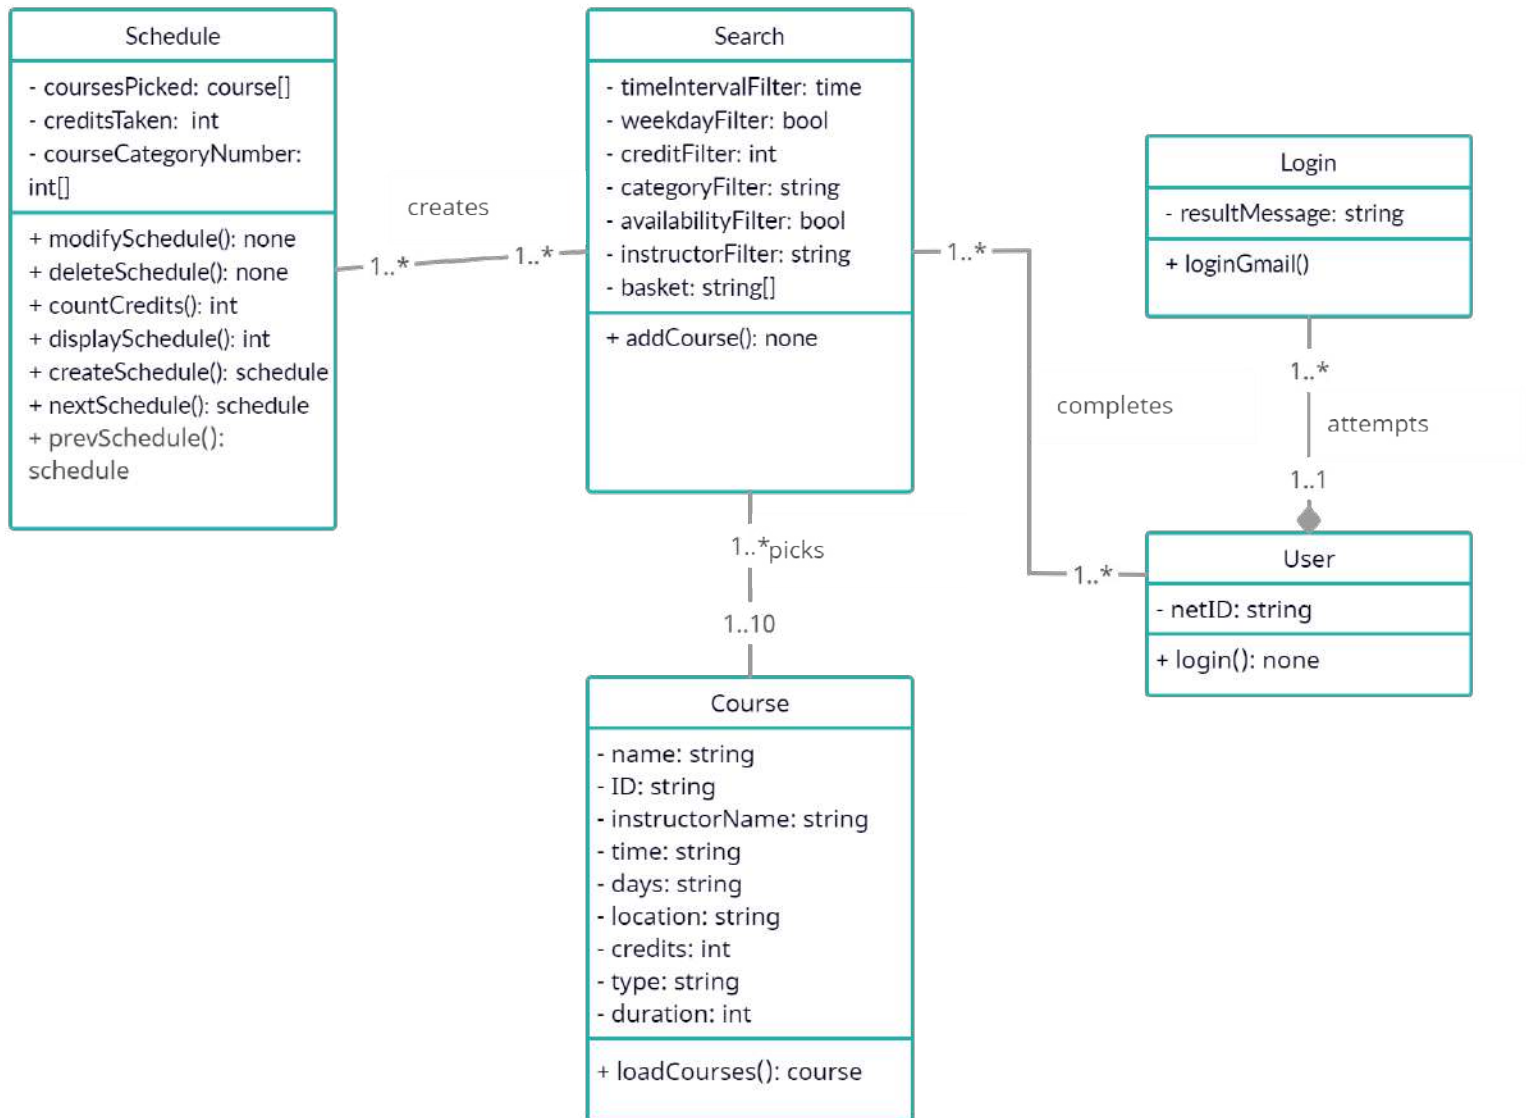 Schedule
- coursesPicked: course[]
- creditsTaken:  int
- courseCategoryNumber:
int[]
+ modifySchedule(): none
+ deleteSchedule(): none
+ countCredits(): int
+ displaySchedule(): int
+ createSchedule(): schedule
+ nextSchedule(): schedule
+ prevSchedule():
schedule
creates
1..*
1..*
Search
- timeIntervalFilter: time
- weekdayFilter: bool
- creditFilter: int
- categoryFilter: string
- availabilityFilter: bool
- instructorFilter: string
- basket: string[]
+ addCourse(): none
1..*
completes
1..*
Login
- resultMessage: string
+ loginGmail()
1..*
attempts
1..1
User
- netID: string
+ login(): none
1..*picks
1..10
Course
- name: string
- ID: string
- instructorName: string
- time: string
- days: string
- location: string
- credits: int
- type: string
- duration: int
+ loadCourses(): course